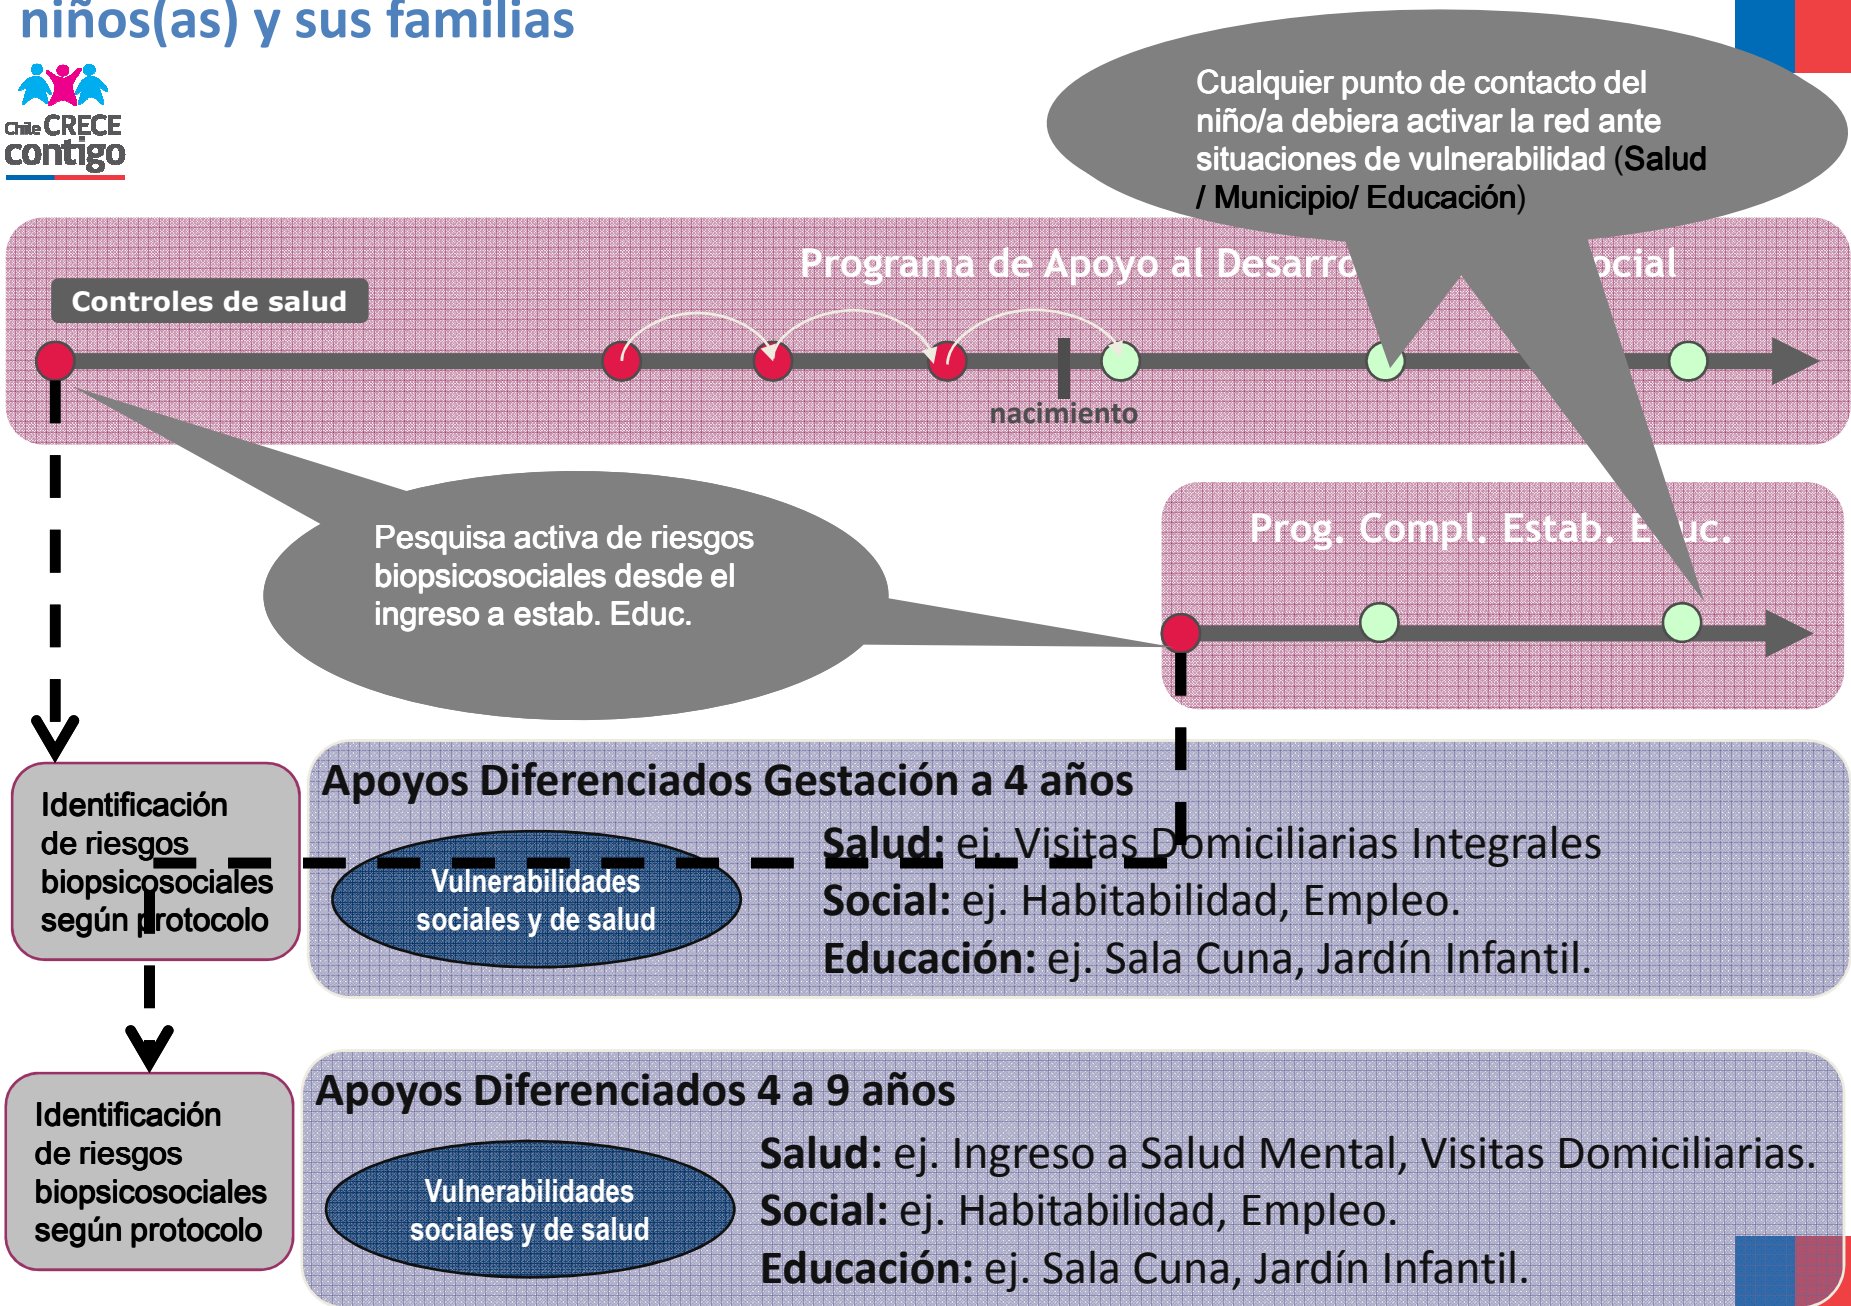 niños(as) y sus familias
Chile CRECE
contigo
Cualquier punto de contacto del
niño/a debiera activar la red ante
situaciones de vulnerabilidad (Salud
/ Municipio/ Educación)
Programa de Apoyo al Desarro ocial
Controles de salud
nacimiento
Pesquisa activa de riesgos
biopsicosociales desde el
ingreso a estab. Educ.
Prog. Compl. Estab. E uc.
Identificación
de riesgos
biopsicosociales
según protocolo
Apoyos Diferenciados Gestación a 4 años
Vulnerabilidades
sociales y de salud
Salud: ej. Visitas Domiciliarias Integrales
Social: ej. Habitabilidad, Empleo.
Educación: ej. Sala Cuna, Jardín Infantil.
Identificación
de riesgos
biopsicosociales
según protocolo
Apoyos Diferenciados 4 a 9 años
Vulnerabilidades
sociales y de salud
Salud: ej. Ingreso a Salud Mental, Visitas Domiciliarias.
Social: ej. Habitabilidad, Empleo.
Educación: ej. Sala Cuna, Jardín Infantil.